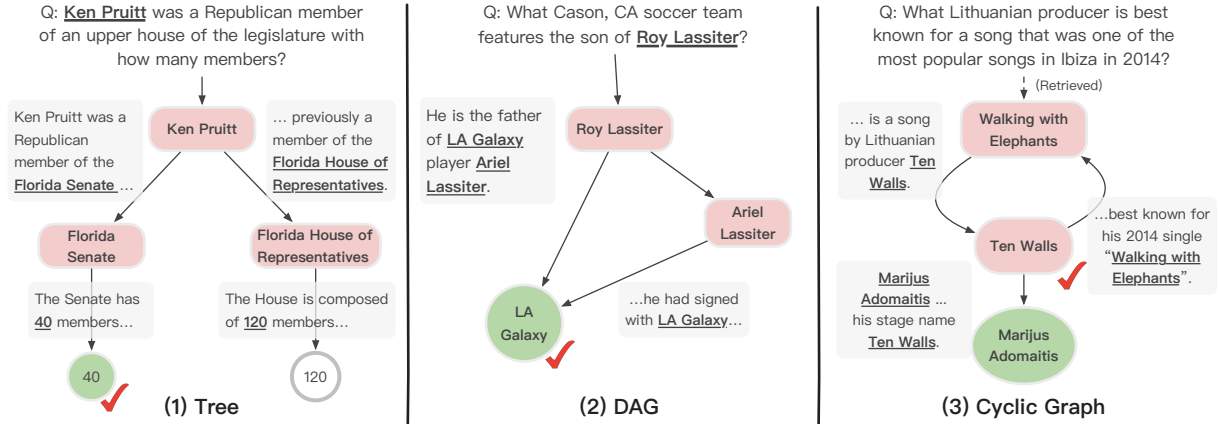 Q: Ken Pruitt was a Republican member
of an upper house of the legislature with
how many members?
Ken Pruitt was a
Republican
member of the
Florida Senate ...
Ken Pruitt
... previously a
member of the
Florida House of
Representatives.
Florida
Senate
Florida House of
Representatives
The Senate has
40 members...
The House is composed
of 120 members...
40
120
(1) Tree
Q: What Cason, CA soccer team
features the son of Roy Lassiter?
He is the father
of LA Galaxy
player Ariel
Lassiter.
Roy Lassiter
Ariel
Lassiter
LA
Galaxy
...he had signed
with LA Galaxy...
(2) DAG
Q: What Lithuanian producer is best
known for a song that was one of the
most popular songs in Ibiza in 2014?
(Retrieved)
... is a song
by Lithuanian
producer Ten
Walls.
Walking with
Elephants
Ten Walls
...best known for
his 2014 single
“Walking with
Elephants”.
Marijus
Adomaitis ...
his stage name
Ten Walls.
Marijus
Adomaitis
(3) Cyclic Graph